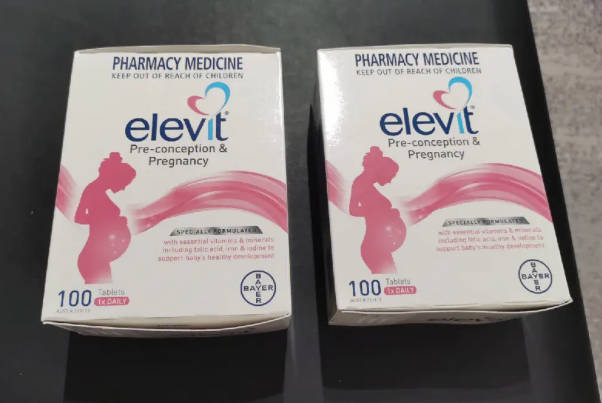 PHARMACY MEDICINE
KEEP OUT OF REACH OF CHILDREN
elevit®
Pre-conception &
Pregnancy
SPECIALLY FORMULATED
with essential vitamins & minerals
including folic acid, iron & iodine to
support baby's healthy development
100 Tablets
1x DAILY
BAYER
BAYER
PHARMACY MEDICINE
KEEP OUT OF REACH OF CHILDREN
elevit®
Pre-conception &
Pregnancy
SPECIALLY FORMULATED
with essential vitamins & minerals
including folic acid, iron & iodine to
support baby's healthy development
100 Tablets
1x DAILY
BAYER
BAYER